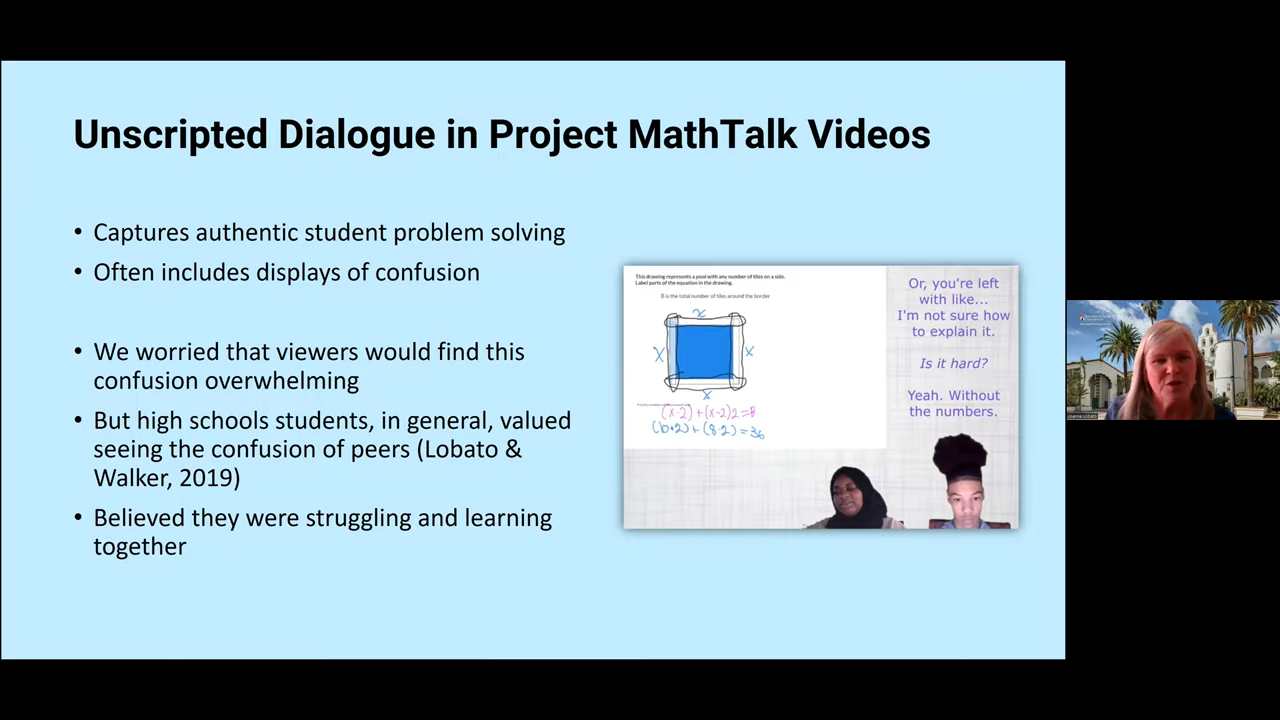 Unscripted Dialogue in Project MathTalk Videos
• Captures authentic student problem solving
• Often includes displays of confusion
• We worried that viewers would find this
confusion overwhelming
• But high schools students, in general, valued
seeing the confusion of peers (Lobato &
Walker, 2019)
• Believed they were struggling and learning
together
This drawing represents a pool with any number of tiles on a side.
Label parts of the equation in the drawing.
B is the total number of tiles around the border
x
x
x
x
(x·2)+(x-2)2=B
(10·2)+(8·2)=36
Or, you're left
with like...
I'm not sure how
to explain it.
Is it hard?
Yeah. Without
the numbers.
Joanne Lobato